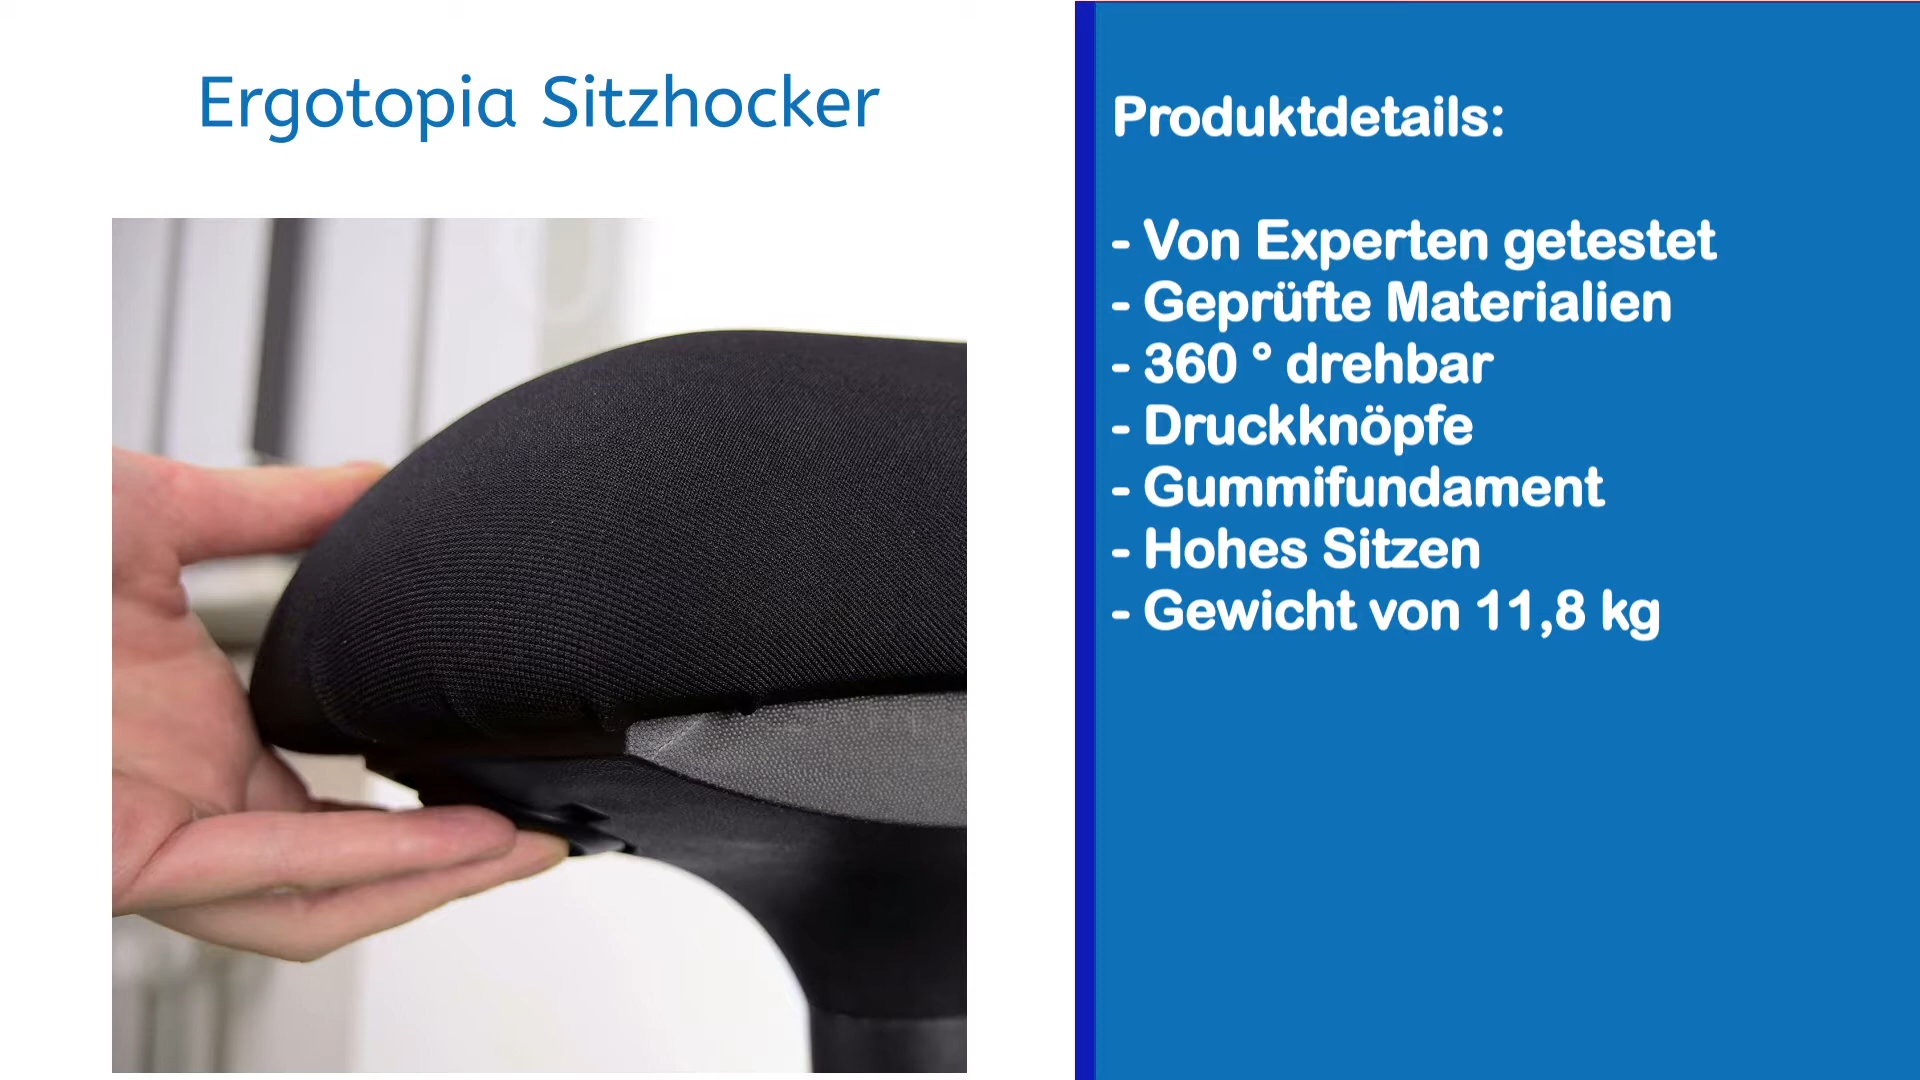 Ergotopia Sitzhocker
Produktdetails:
- Von Experten getestet
- Geprüfte Materialien
- 360 ° drehbar
- Druckknöpfe
- Gummifundament
- Hohes Sitzen
- Gewicht von 11,8 kg